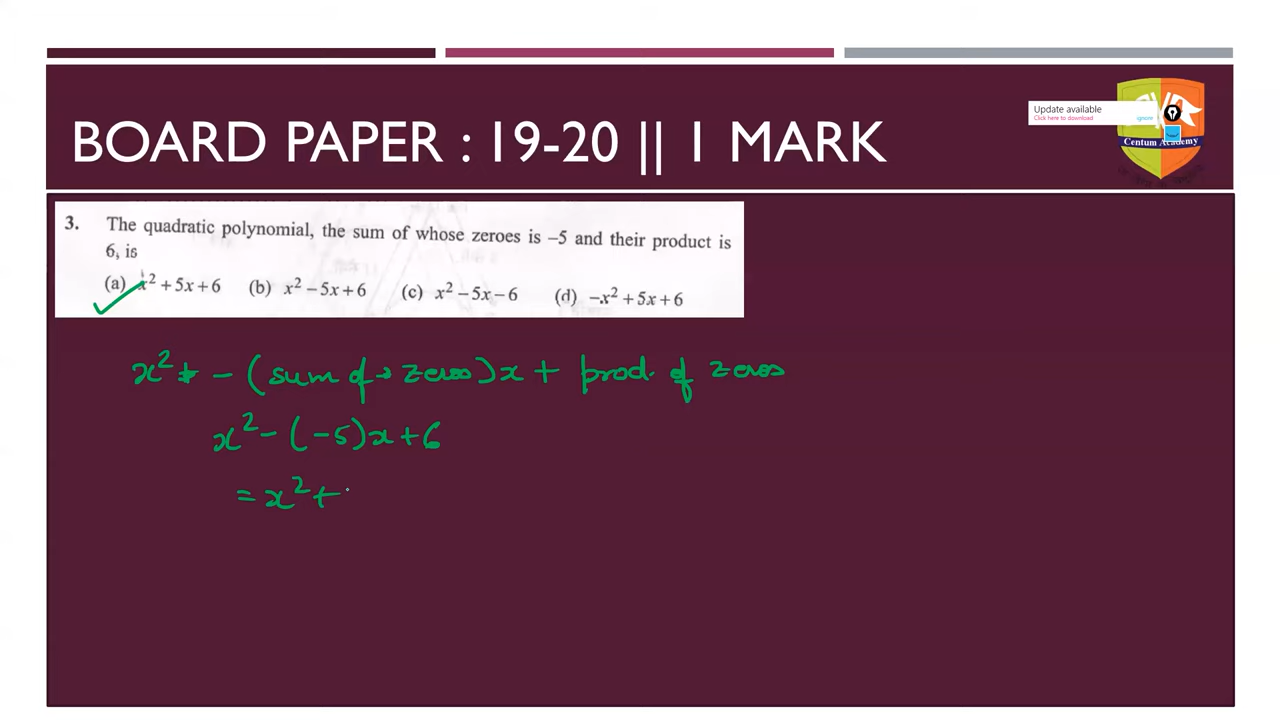 BOARD PAPER : 19-20 || 1 MARK
Update available
Click here to download
ignore
Centum Academy
3. The quadratic polynomial, the sum of whose zeroes is –5 and their product is
6, is
(a) x² + 5x + 6 (b) x² – 5x + 6 (c) x² – 5x – 6 (d) –x² + 5x + 6
x² + - (sum of zeros)x + prod. of zeros
x² - (-5)x + 6
= x² +